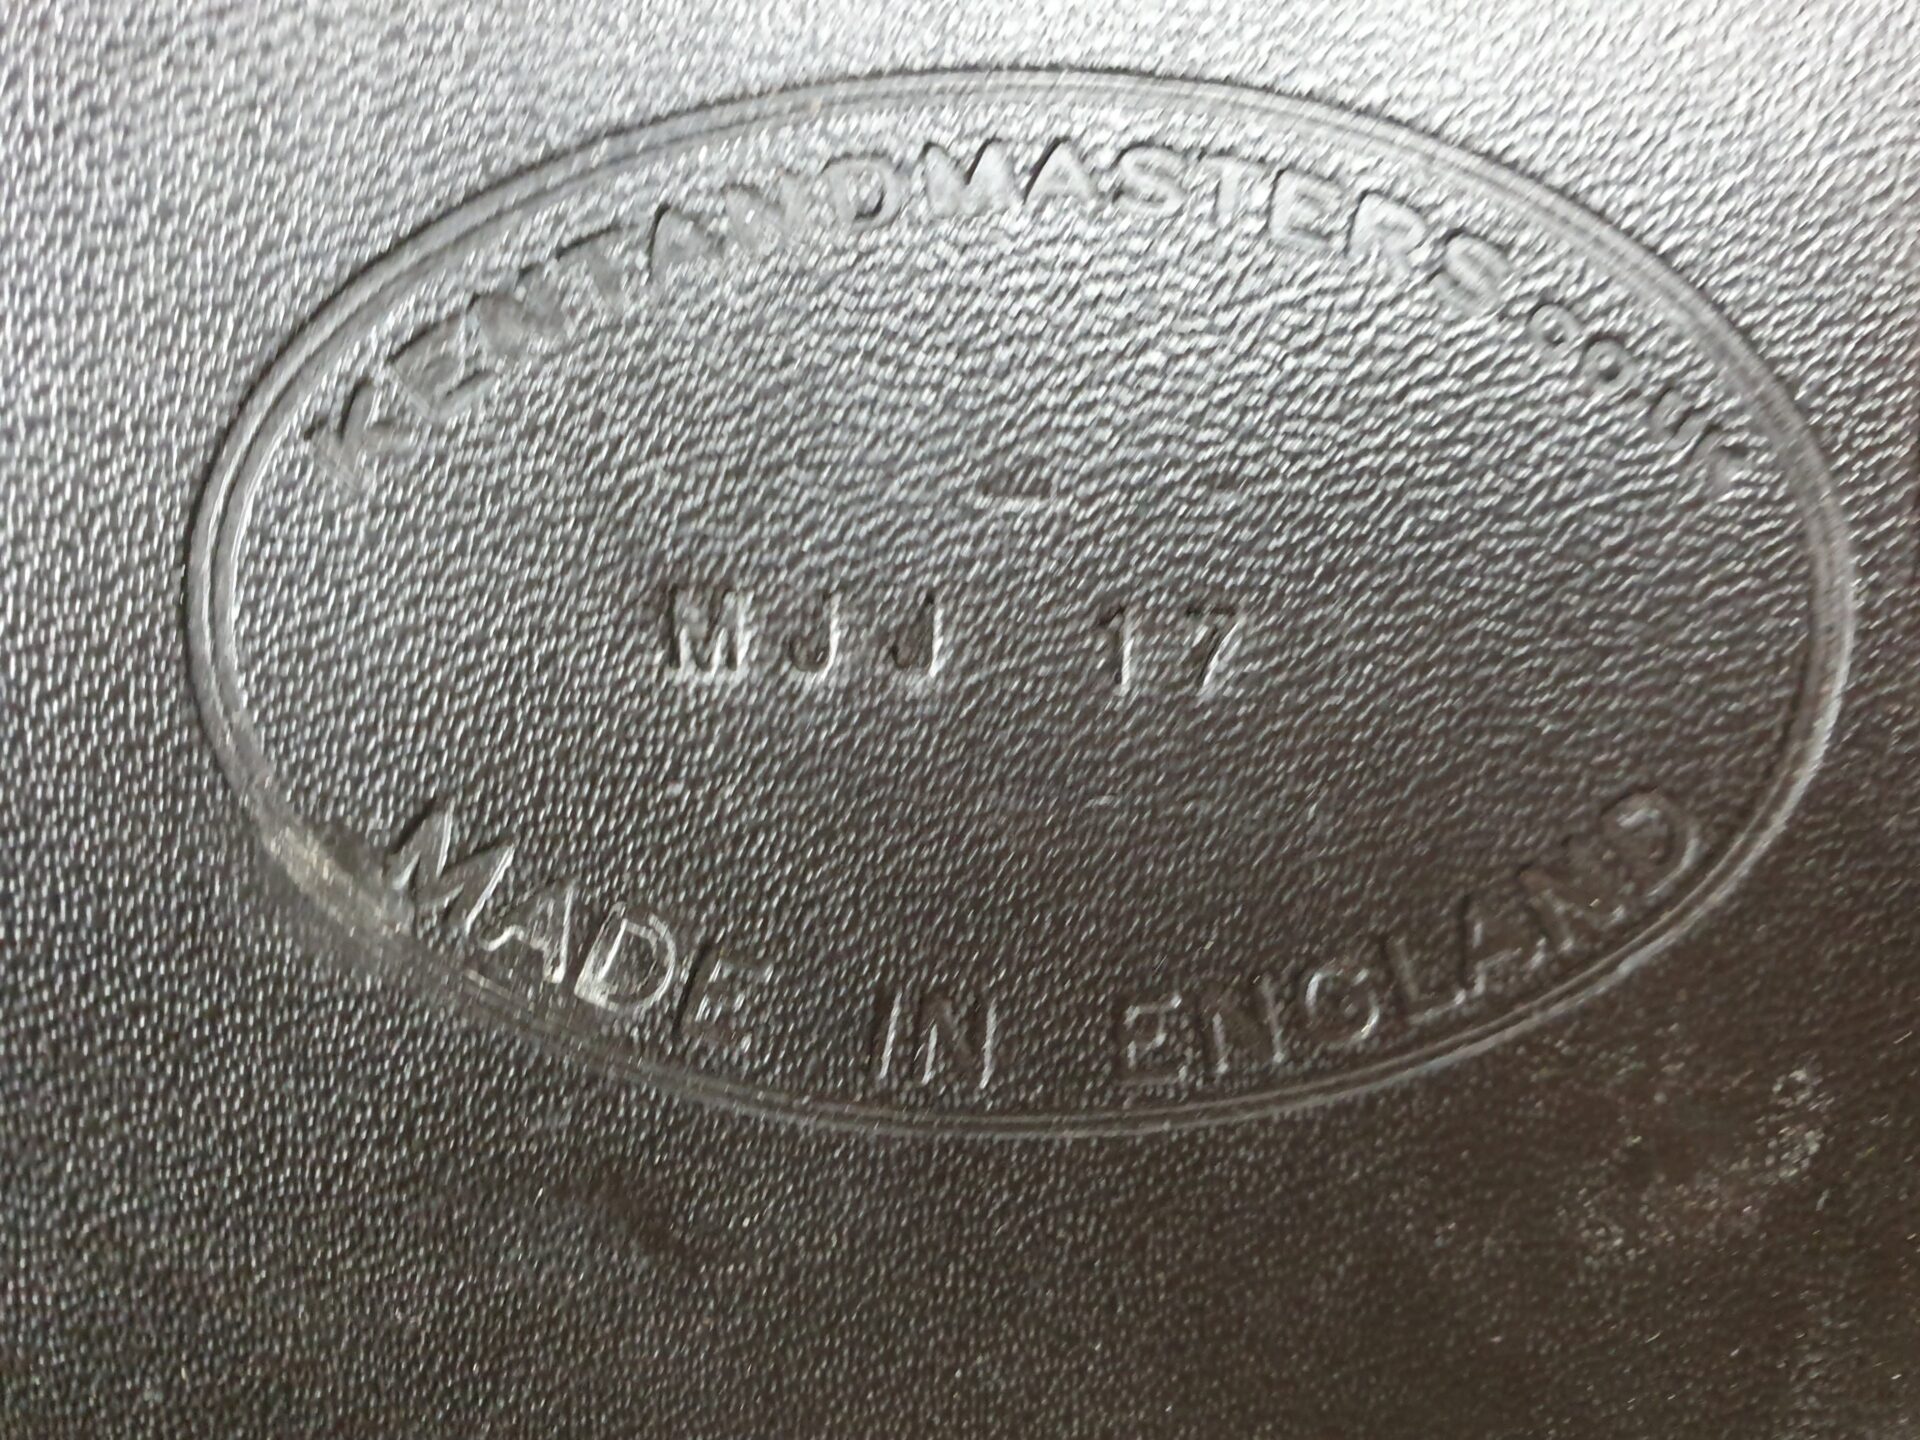 KENTANDMASTERS.co.uk
MJJ 17
MADE IN ENGLAND